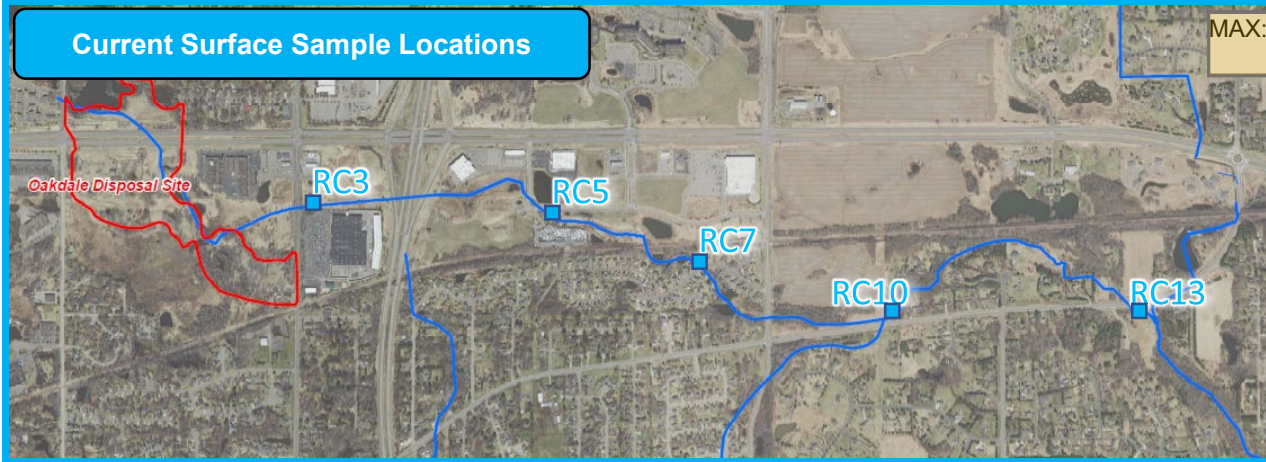 Current Surface Sample Locations
MAX:
Oakdale Disposal Site
RC3
RC5
RC7
RC10
RC13